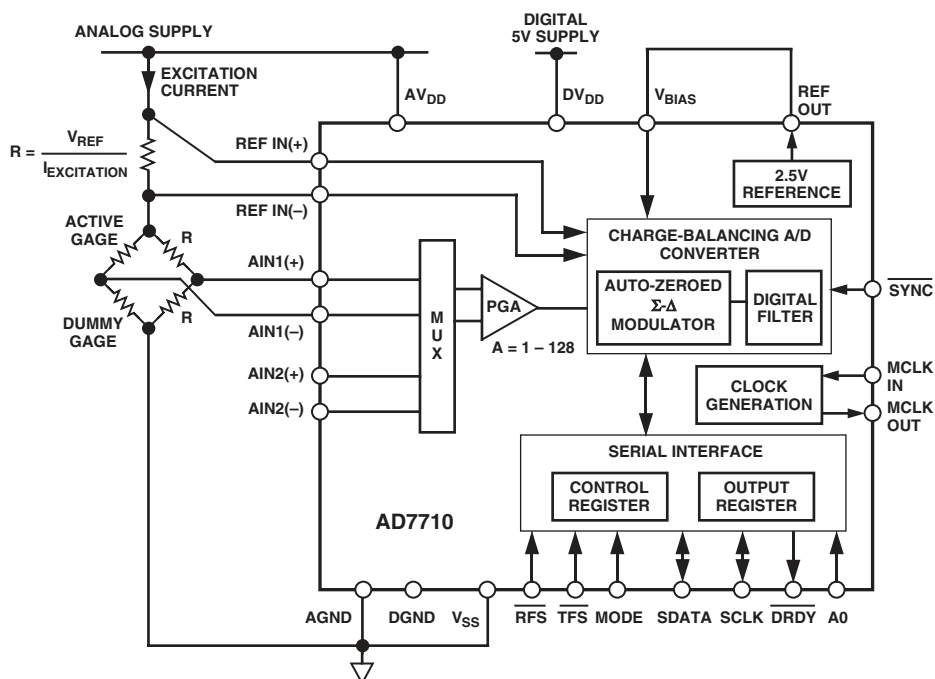 ANALOG SUPPLY
DIGITAL
5V SUPPLY
EXCITATION
CURRENT
AVDD
DVDD
VBIAS
REF
OUT
R = VREF
IEXCITATION
REF IN(+)
2.5V
REFERENCE
REF IN(–)
ACTIVE
GAGE
R
CHARGE-BALANCING A/D
CONVERTER
AIN1(+)
AUTO-ZEROED
Σ-Δ
MODULATOR
DIGITAL
FILTER
SYNC
MUX
PGA
DUMMY
GAGE
R
AIN1(–)
A = 1 – 128
AIN2(+)
CLOCK
GENERATION
MCLK
IN
MCLK
OUT
AIN2(–)
SERIAL INTERFACE
CONTROL
REGISTER
OUTPUT
REGISTER
AD7710
AGND
DGND
VSS
RFS
TFS
MODE
SDATA
SCLK
DRDY
A0